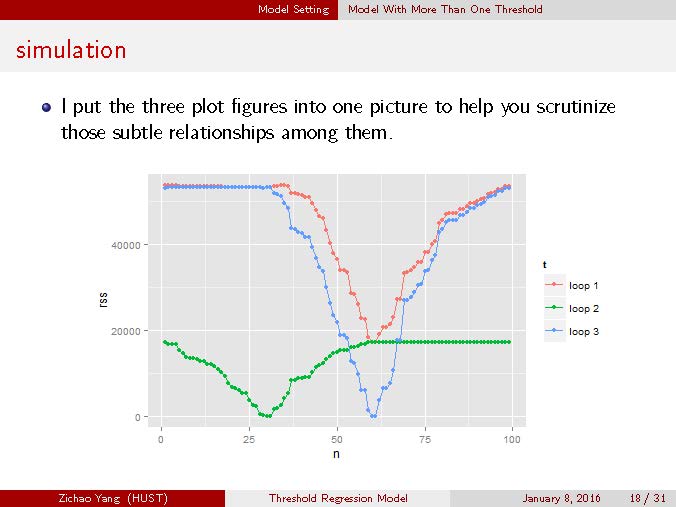 Model Setting Model With More Than One Threshold
simulation
I put the three plot figures into one picture to help you scrutinize
those subtle relationships among them.
40000
20000
0
rss
0 25 50 75 100
n
t
loop 1
loop 2
loop 3
Zichao Yang (HUST) Threshold Regression Model January 8, 2016 18 / 31